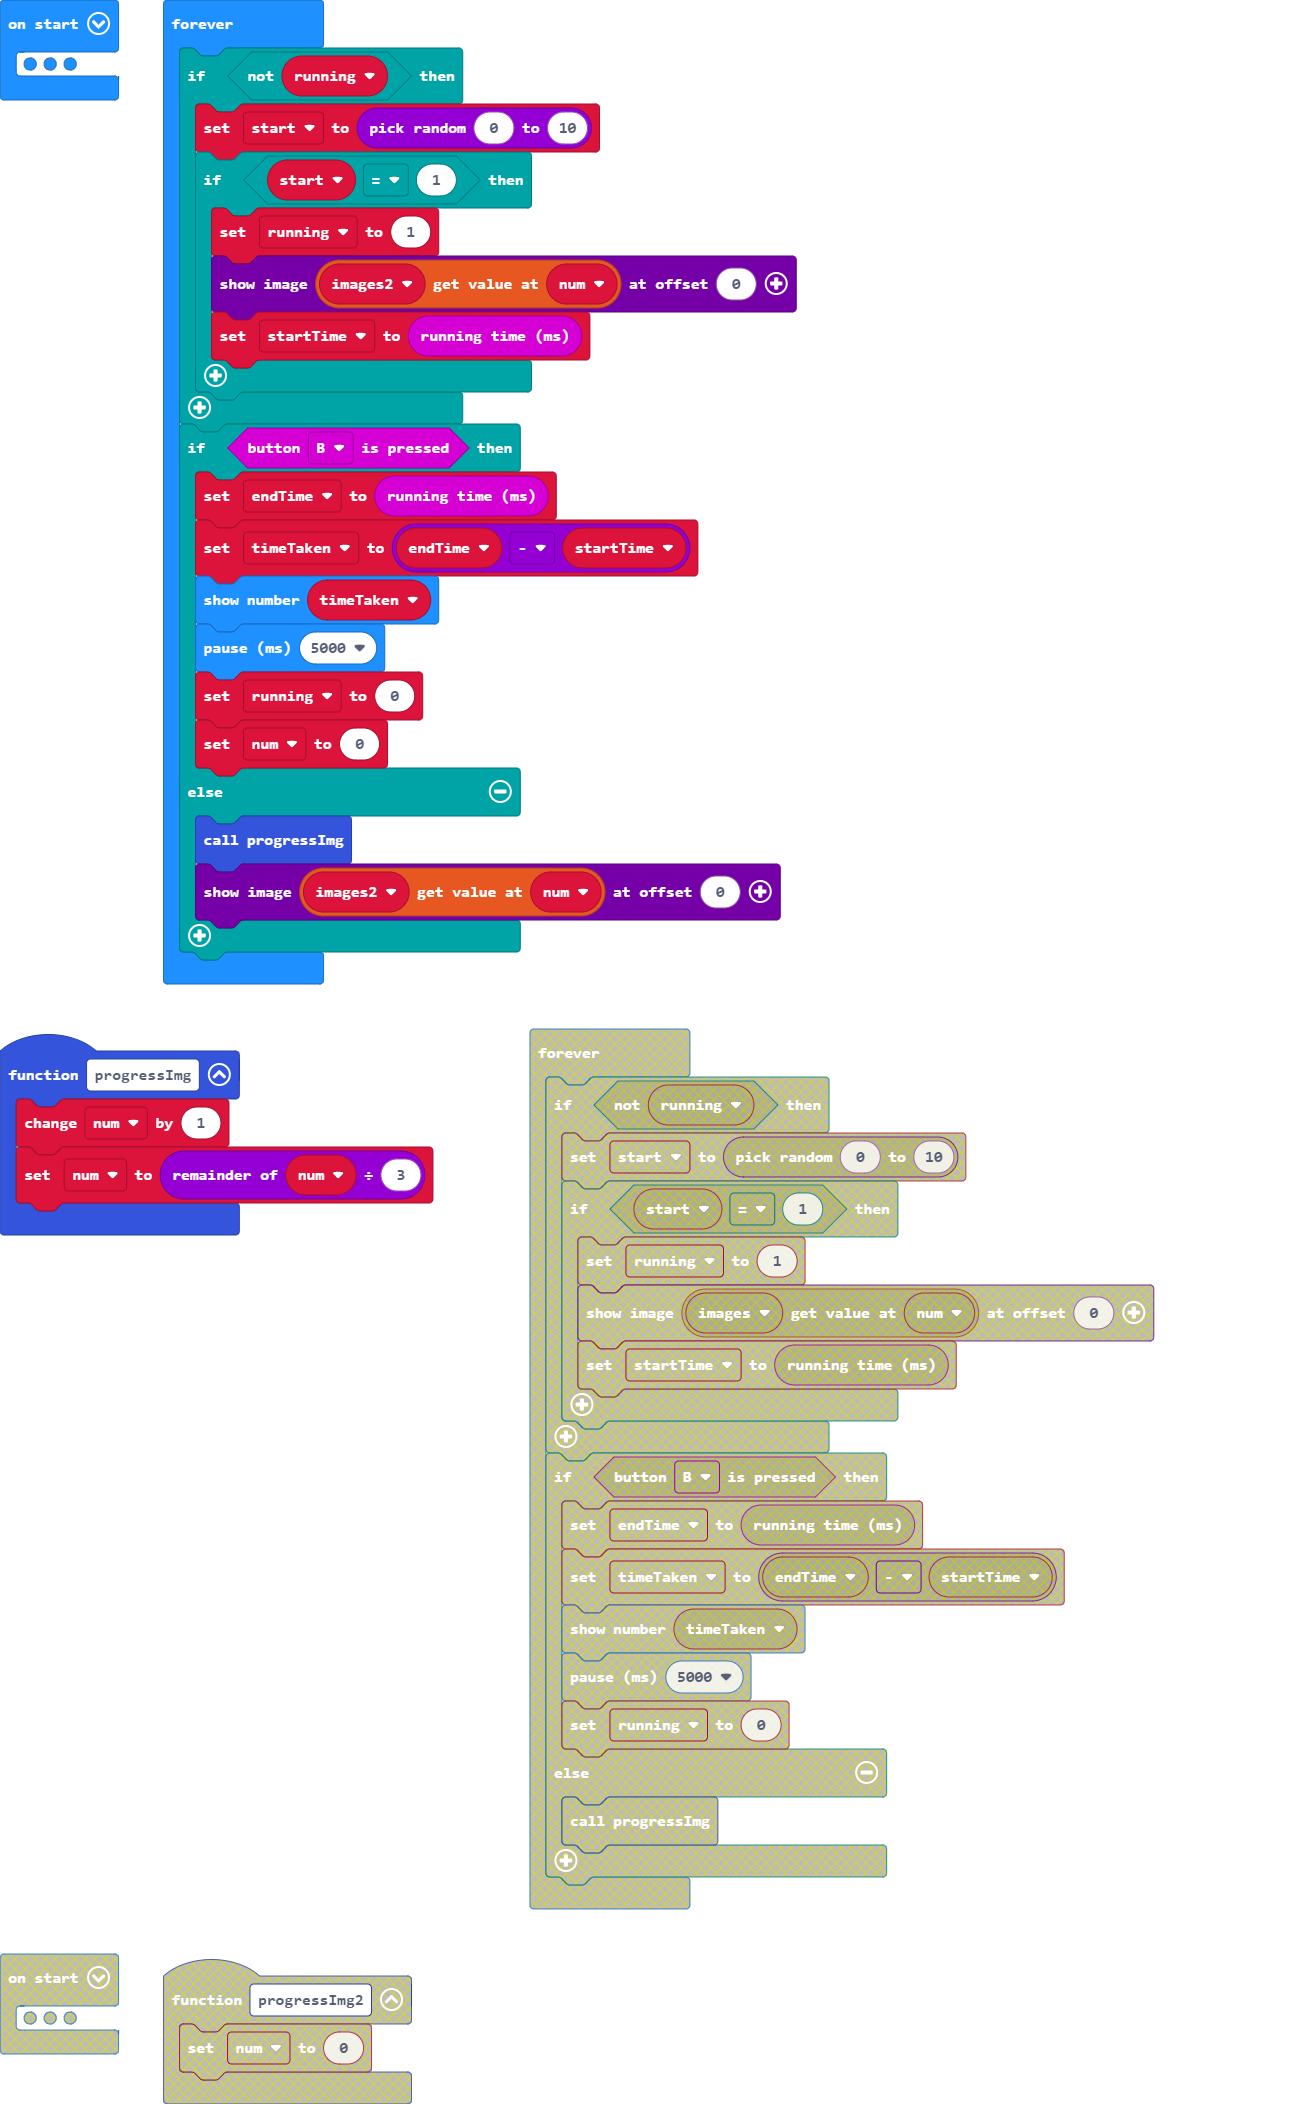 on start
forever
if not running then
set start to pick random 0 to 10
if start = 1 then
set running to 1
show image images2 get value at num at offset 0
set startTime to running time (ms)
if button B is pressed then
set endTime to running time (ms)
set timeTaken to endTime - startTime
show number timeTaken
pause (ms) 5000
set running to 0
set num to 0
else
call progressImg
show image images2 get value at num at offset 0
function progressImg
change num by 1
set num to remainder of num ÷ 3
forever
if not running then
set start to pick random 0 to 10
if start = 1 then
set running to 1
show image images get value at num at offset 0
set startTime to running time (ms)
if button B is pressed then
set endTime to running time (ms)
set timeTaken to endTime - startTime
show number timeTaken
pause (ms) 5000
set running to 0
else
call progressImg
on start
function progressImg2
set num to 0